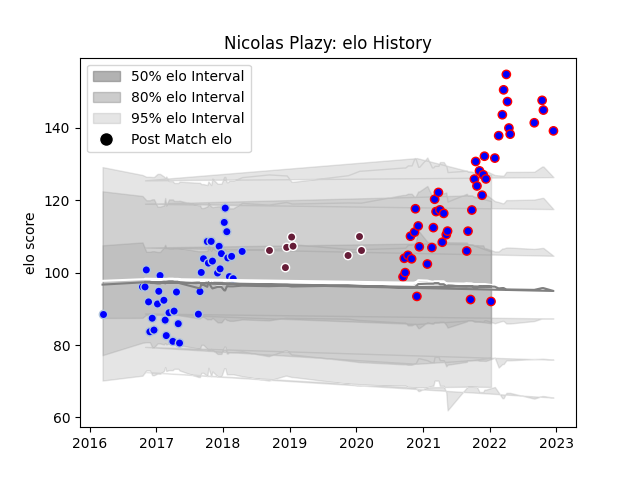 Nicolas Plazy: elo History
50% elo Interval
80% elo Interval
95% elo Interval
Post Match elo
elo score
140
120
100
80
60
2016 2017 2018 2019 2020 2021 2022 2023